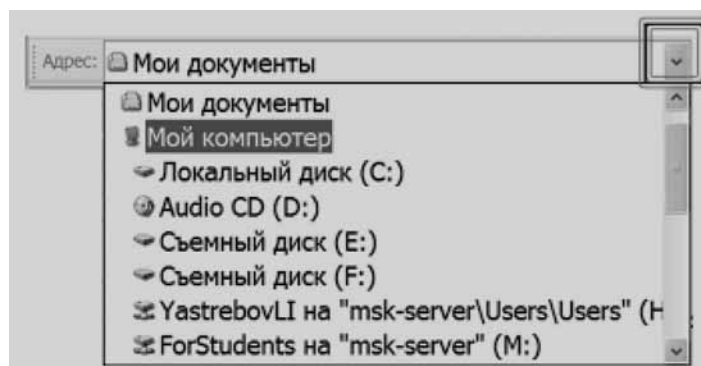 Адрес: Мои документы
Мои документы
Мой компьютер
Локальный диск (C:)
Audio CD (D:)
Съемный диск (E:)
Съемный диск (F:)
YastrebovLI на "msk-server\Users\Users" (H
ForStudents на "msk-server" (M:)